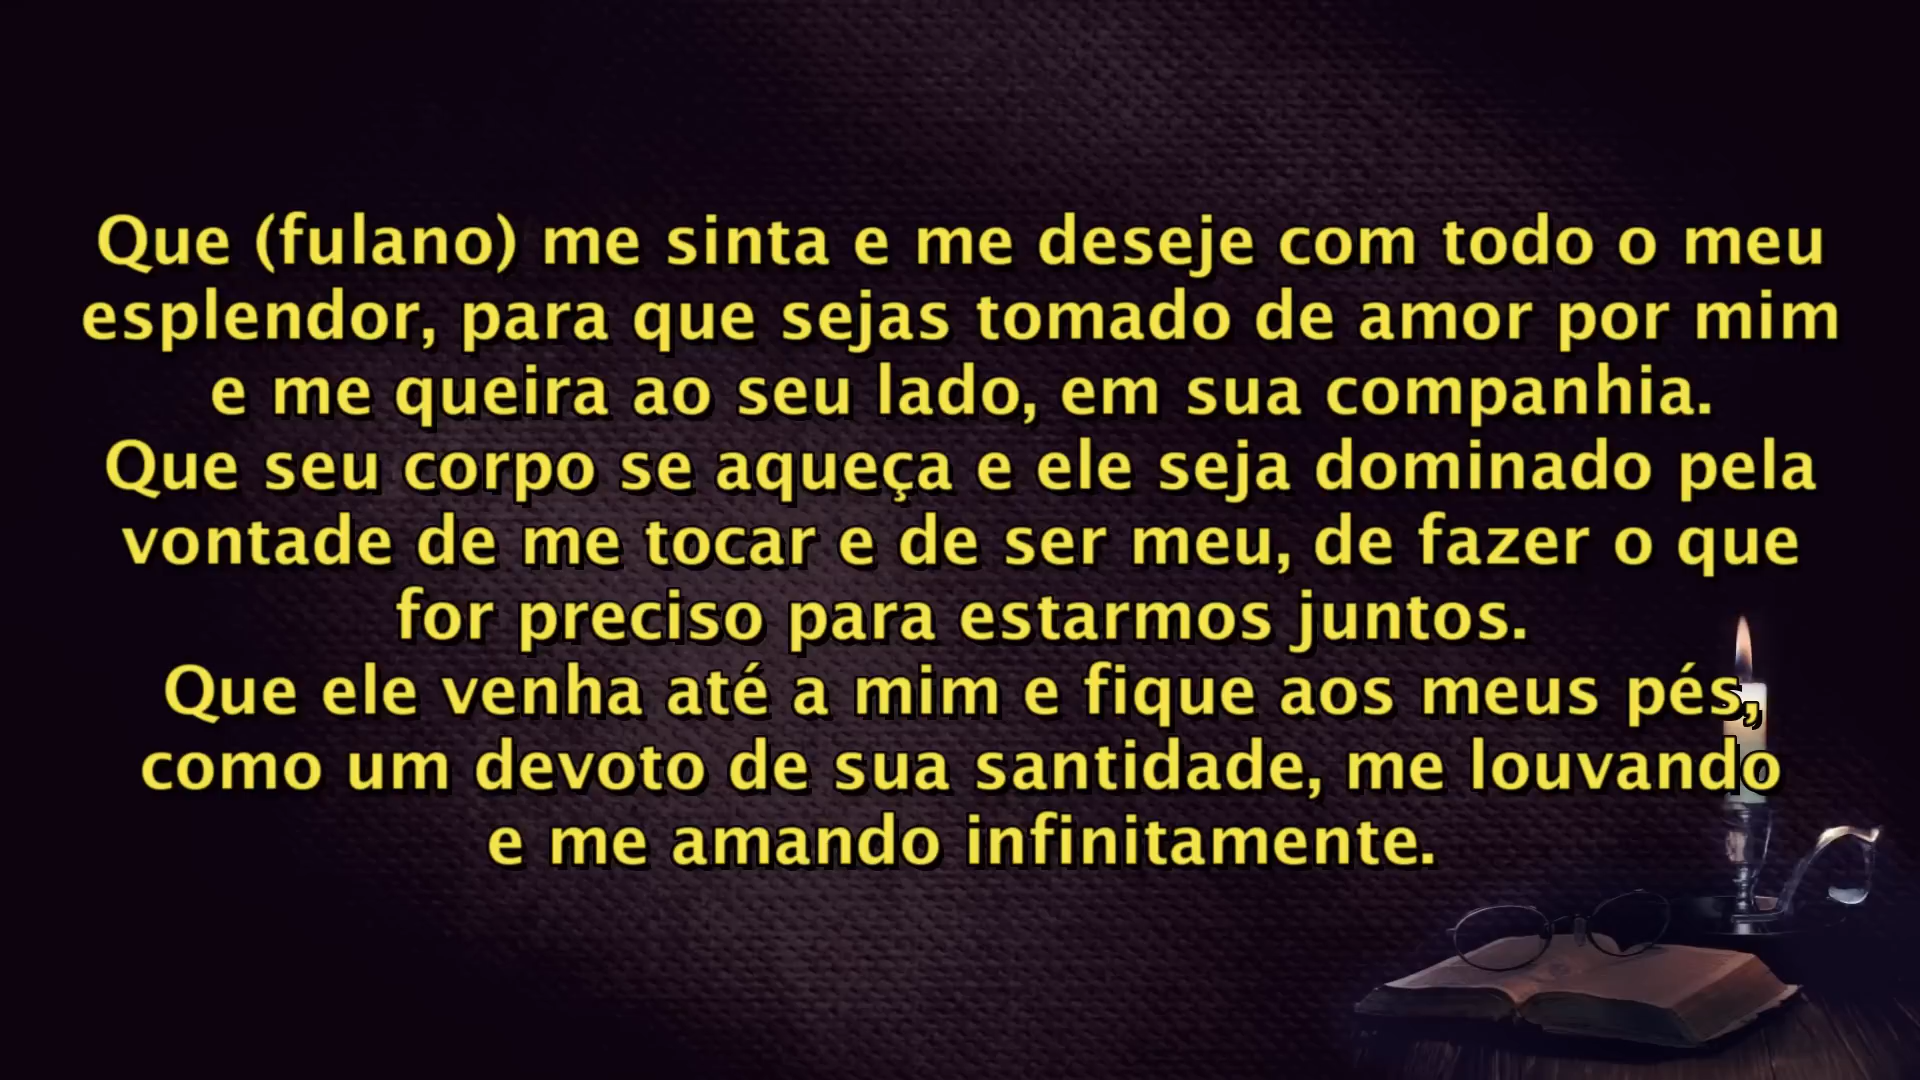 Que (fulano) me sinta e me deseje com todo o meu
esplendor, para que sejas tomado de amor por mim
e me queira ao seu lado, em sua companhia.
Que seu corpo se aqueça e ele seja dominado pela
vontade de me tocar e de ser meu, de fazer o que
for preciso para estarmos juntos.
Que ele venha até a mim e fique aos meus pés,
como um devoto de sua santidade, me louvando
e me amando infinitamente.